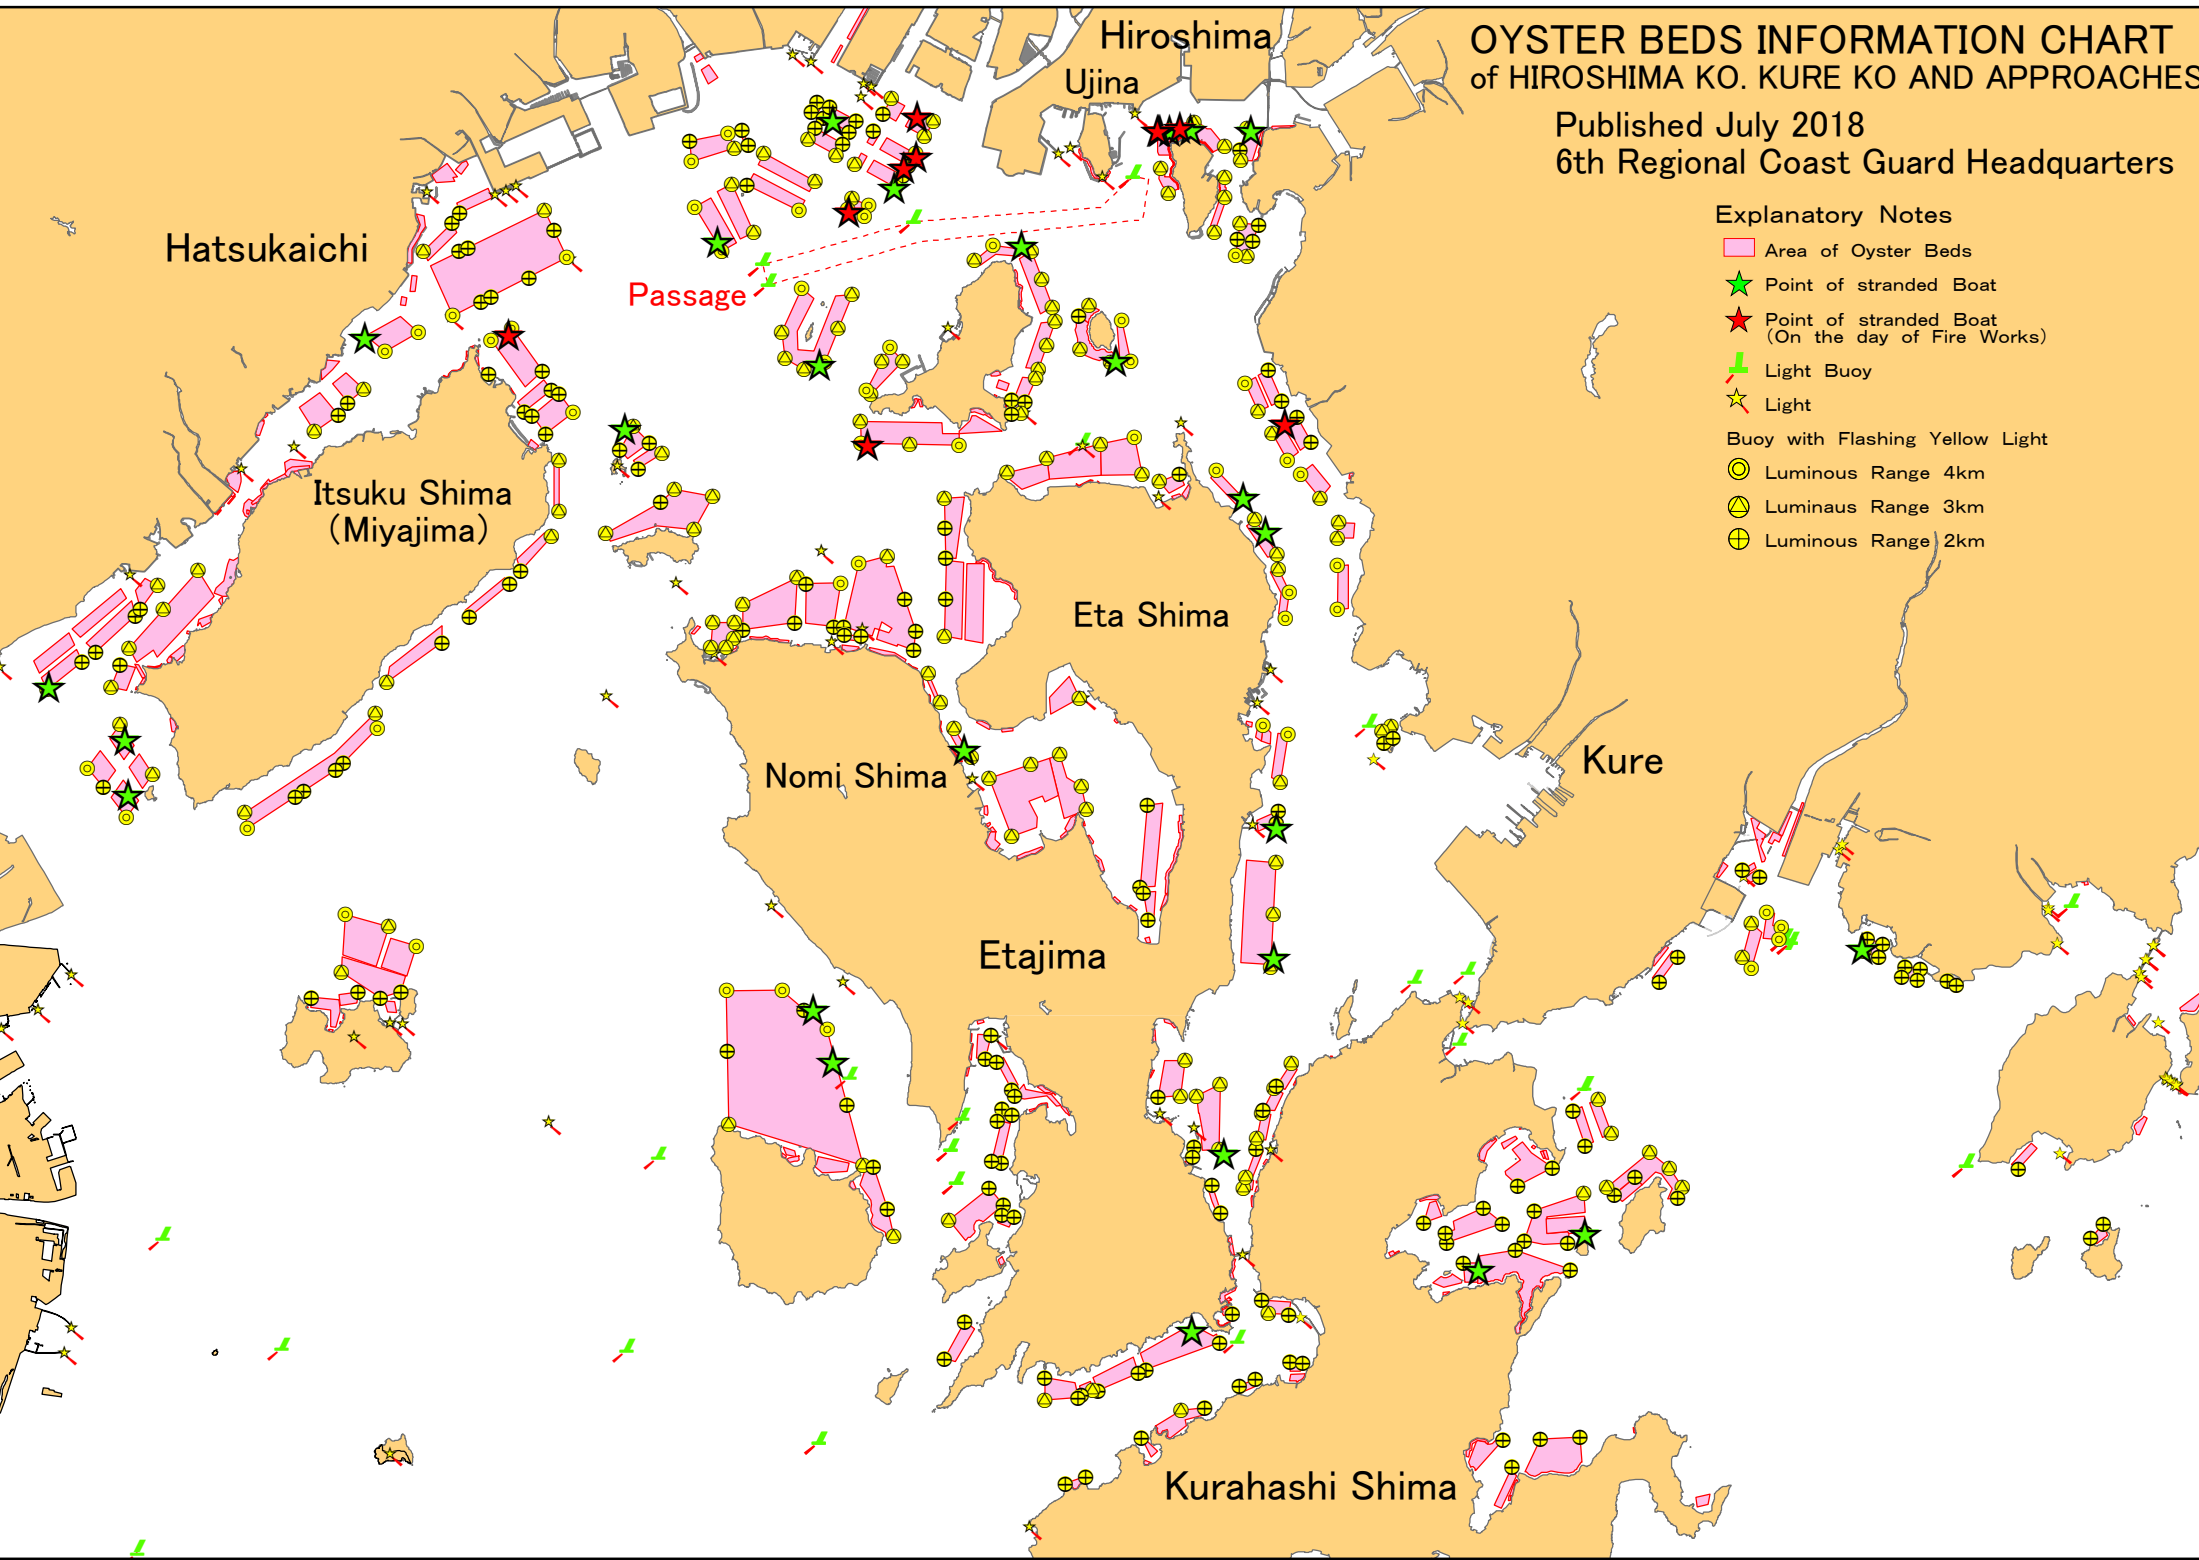 OYSTER BEDS INFORMATION CHART
of HIROSHIMA KO. KURE KO AND APPROACHES
Published July 2018
6th Regional Coast Guard Headquarters
Explanatory Notes
Area of Oyster Beds
Point of stranded Boat
Point of stranded Boat
(On the day of Fire Works)
Light Buoy
Light
Buoy with Flashing Yellow Light
Luminous Range 4km
Luminaus Range 3km
Luminous Range 2km
Hiroshima
Ujina
Hatsukaichi
Passage
Itsuku Shima
(Miyajima)
Eta Shima
Nomi Shima
Kure
Etajima
Kurahashi Shima